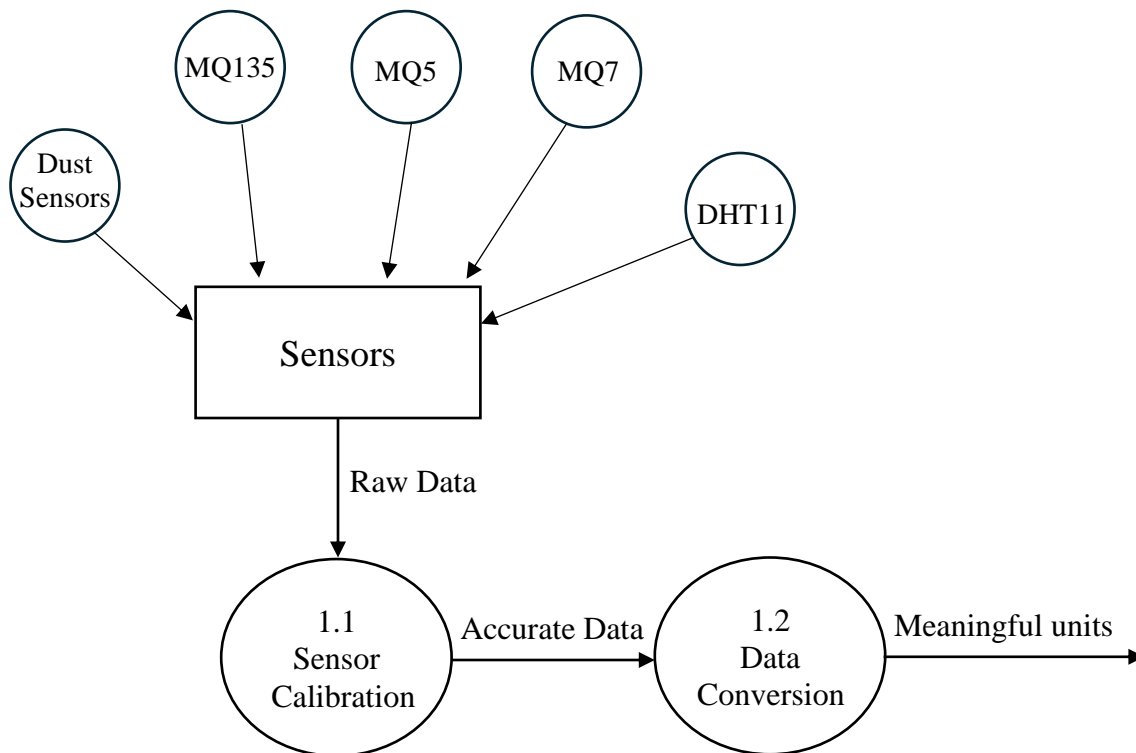 MQ135
MQ5
MQ7
Dust
Sensors
DHT11
Sensors
Raw Data
1.1
Sensor
Calibration
Accurate Data
1.2
Data
Conversion
Meaningful units